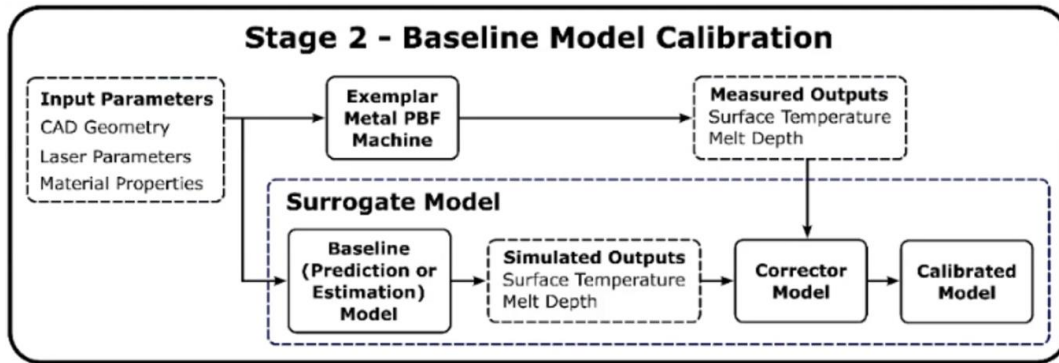 Stage 2 - Baseline Model Calibration
Input Parameters
CAD Geometry
Laser Parameters
Material Properties
Exemplar
Metal PBF
Machine
Measured Outputs
Surface Temperature
Melt Depth
Surrogate Model
Baseline
(Prediction or
Estimation)
Model
Simulated Outputs
Surface Temperature
Melt Depth
Corrector
Model
Calibrated
Model